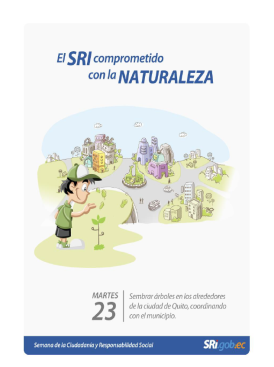 El SRI comprometido
con la NATURALEZA
MARTES
23
Sembrar árboles en los alrededores
de la ciudad de Quito, coordinando
con el municipio.
Semana de la Ciudadanía y Responsabilidad Social
SRi.gob.ec